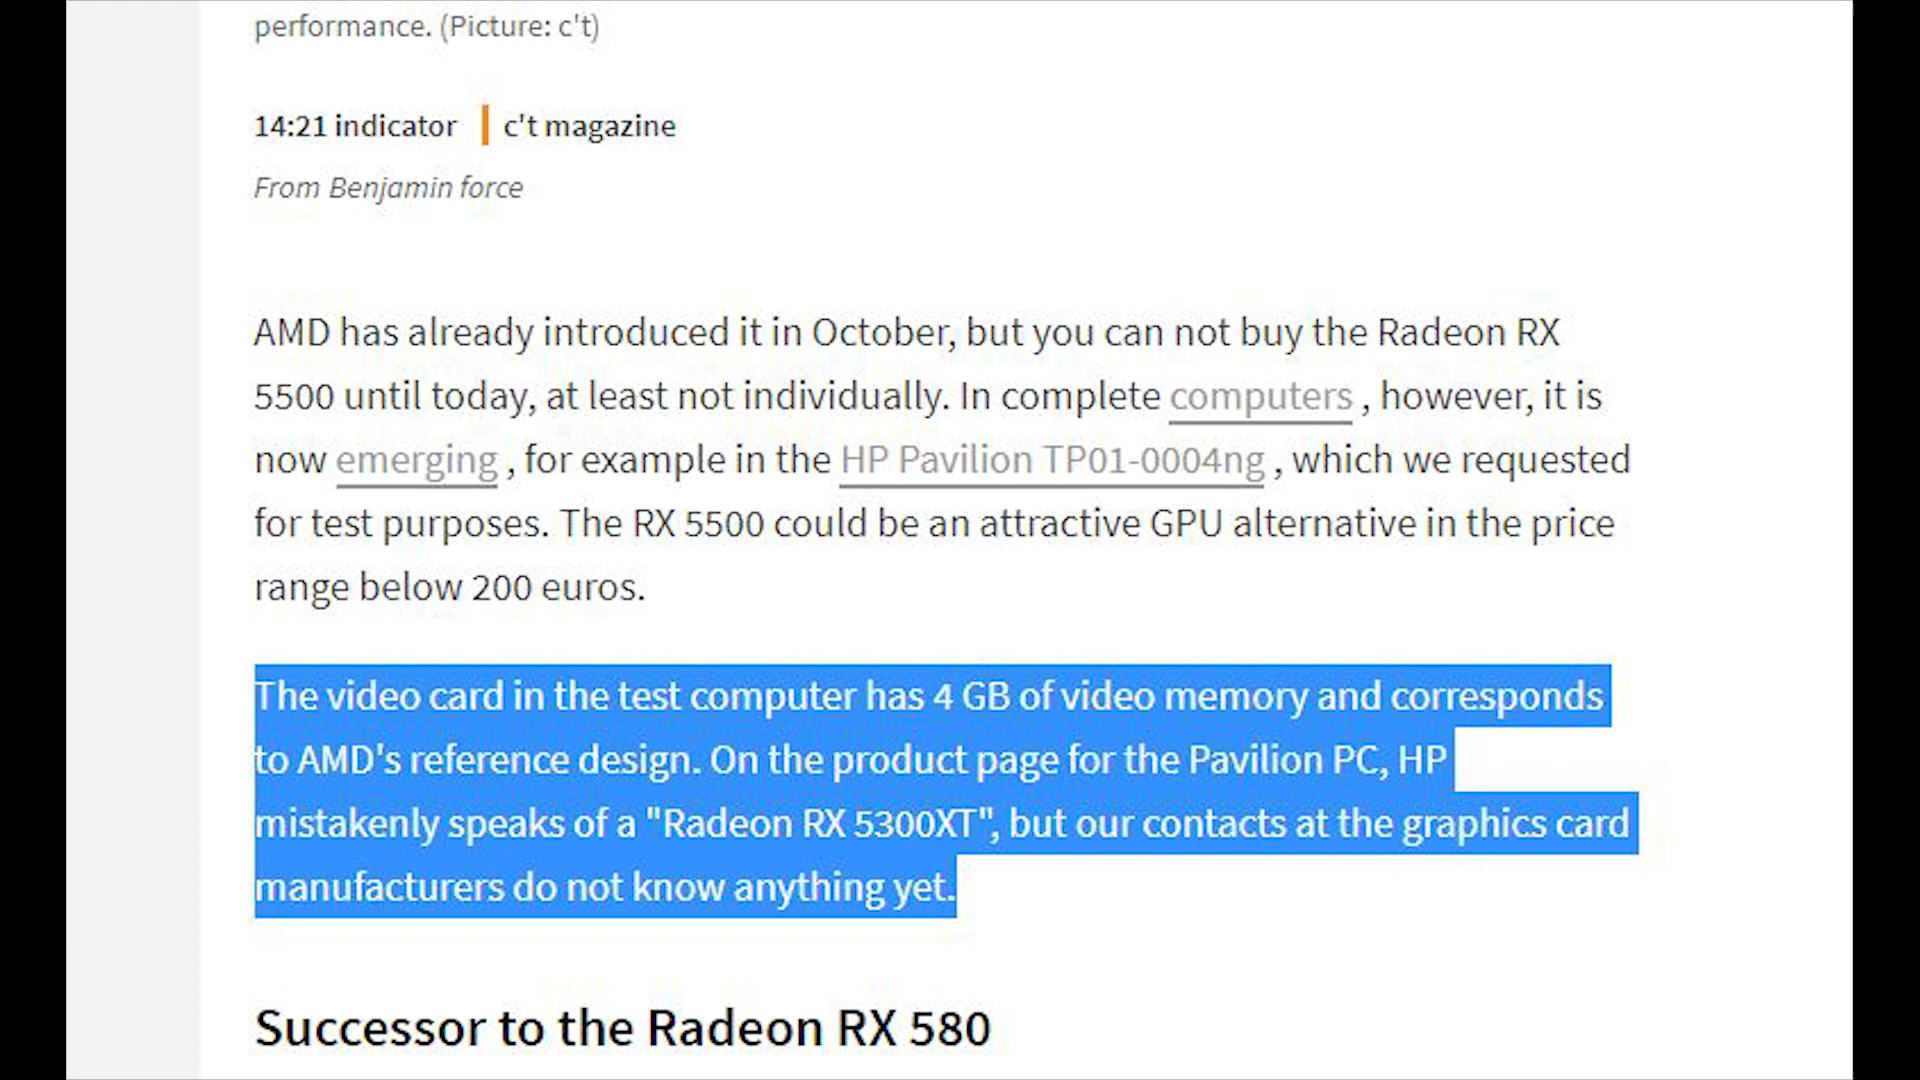 performance. (Picture: c't)
14:21 indicator | c't magazine
From Benjamin force
AMD has already introduced it in October, but you can not buy the Radeon RX
5500 until today, at least not individually. In complete computers , however, it is
now emerging , for example in the HP Pavilion TP01-0004ng , which we requested
for test purposes. The RX 5500 could be an attractive GPU alternative in the price
range below 200 euros.
The video card in the test computer has 4 GB of video memory and corresponds
to AMD's reference design. On the product page for the Pavilion PC, HP
mistakenly speaks of a "Radeon RX 5300XT", but our contacts at the graphics card
manufacturers do not know anything yet.
Successor to the Radeon RX 580